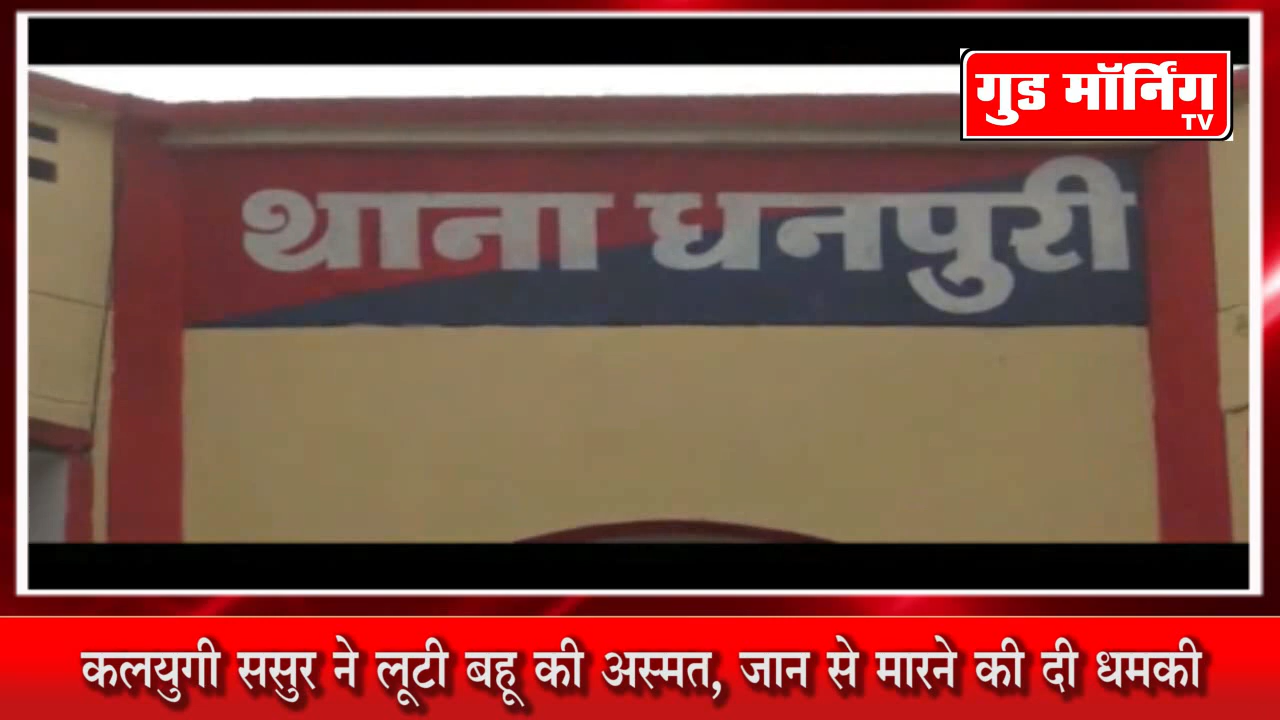 गुड मॉर्निंग
TV
थाना धनपुरी
कलयुगी ससुर ने लूटी बहू की अस्मत, जान से मारने की दी धमकी